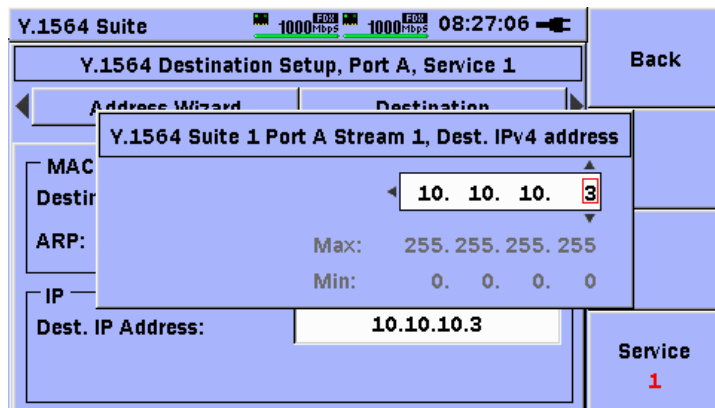 Y.1564 Suite 1000 FDX Mbps 1000 FDX Mbps 08:27:06
Back
Y.1564 Destination Setup, Port A, Service 1
Address Wizard Destination
Y.1564 Suite 1 Port A Stream 1, Dest. IPv4 address
MAC
Destin
10. 10. 10. 3
ARP:
Max: 255. 255. 255. 255
Min: 0. 0. 0. 0
IP
Dest. IP Address: 10.10.10.3
Service
1